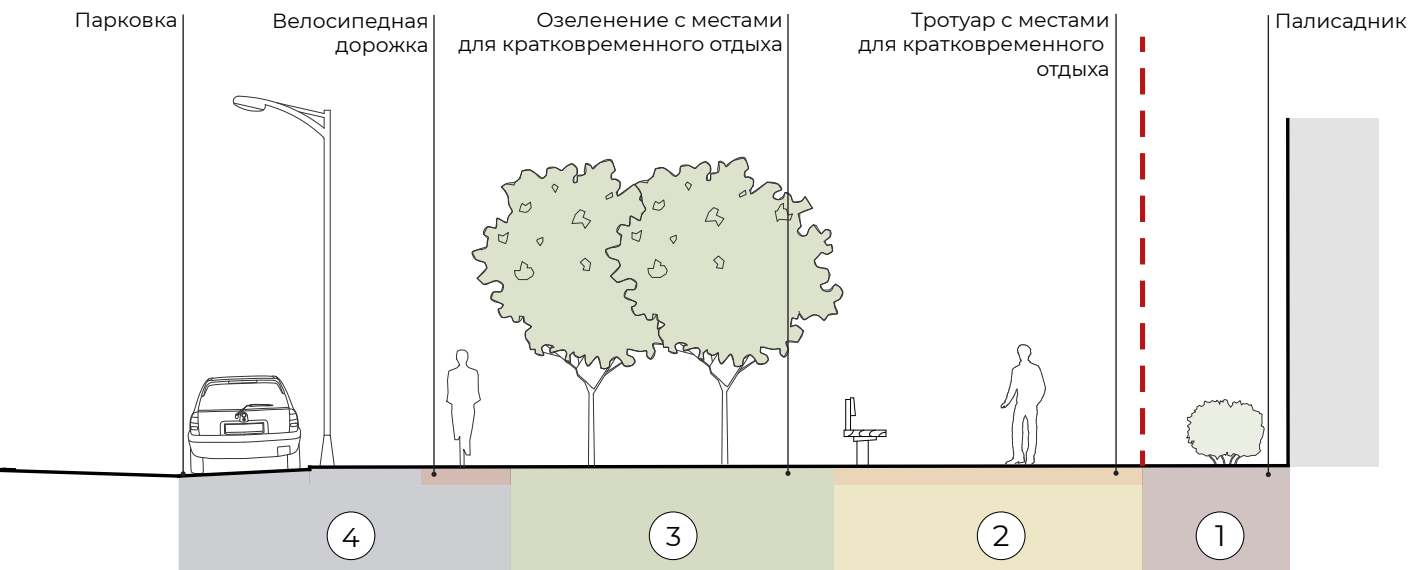 Парковка
Велосипедная
дорожка
Озеленение с местами
для кратковременного отдыха
Тротуар с местами
для кратковременного
отдыха
Палисадник
4
3
2
1